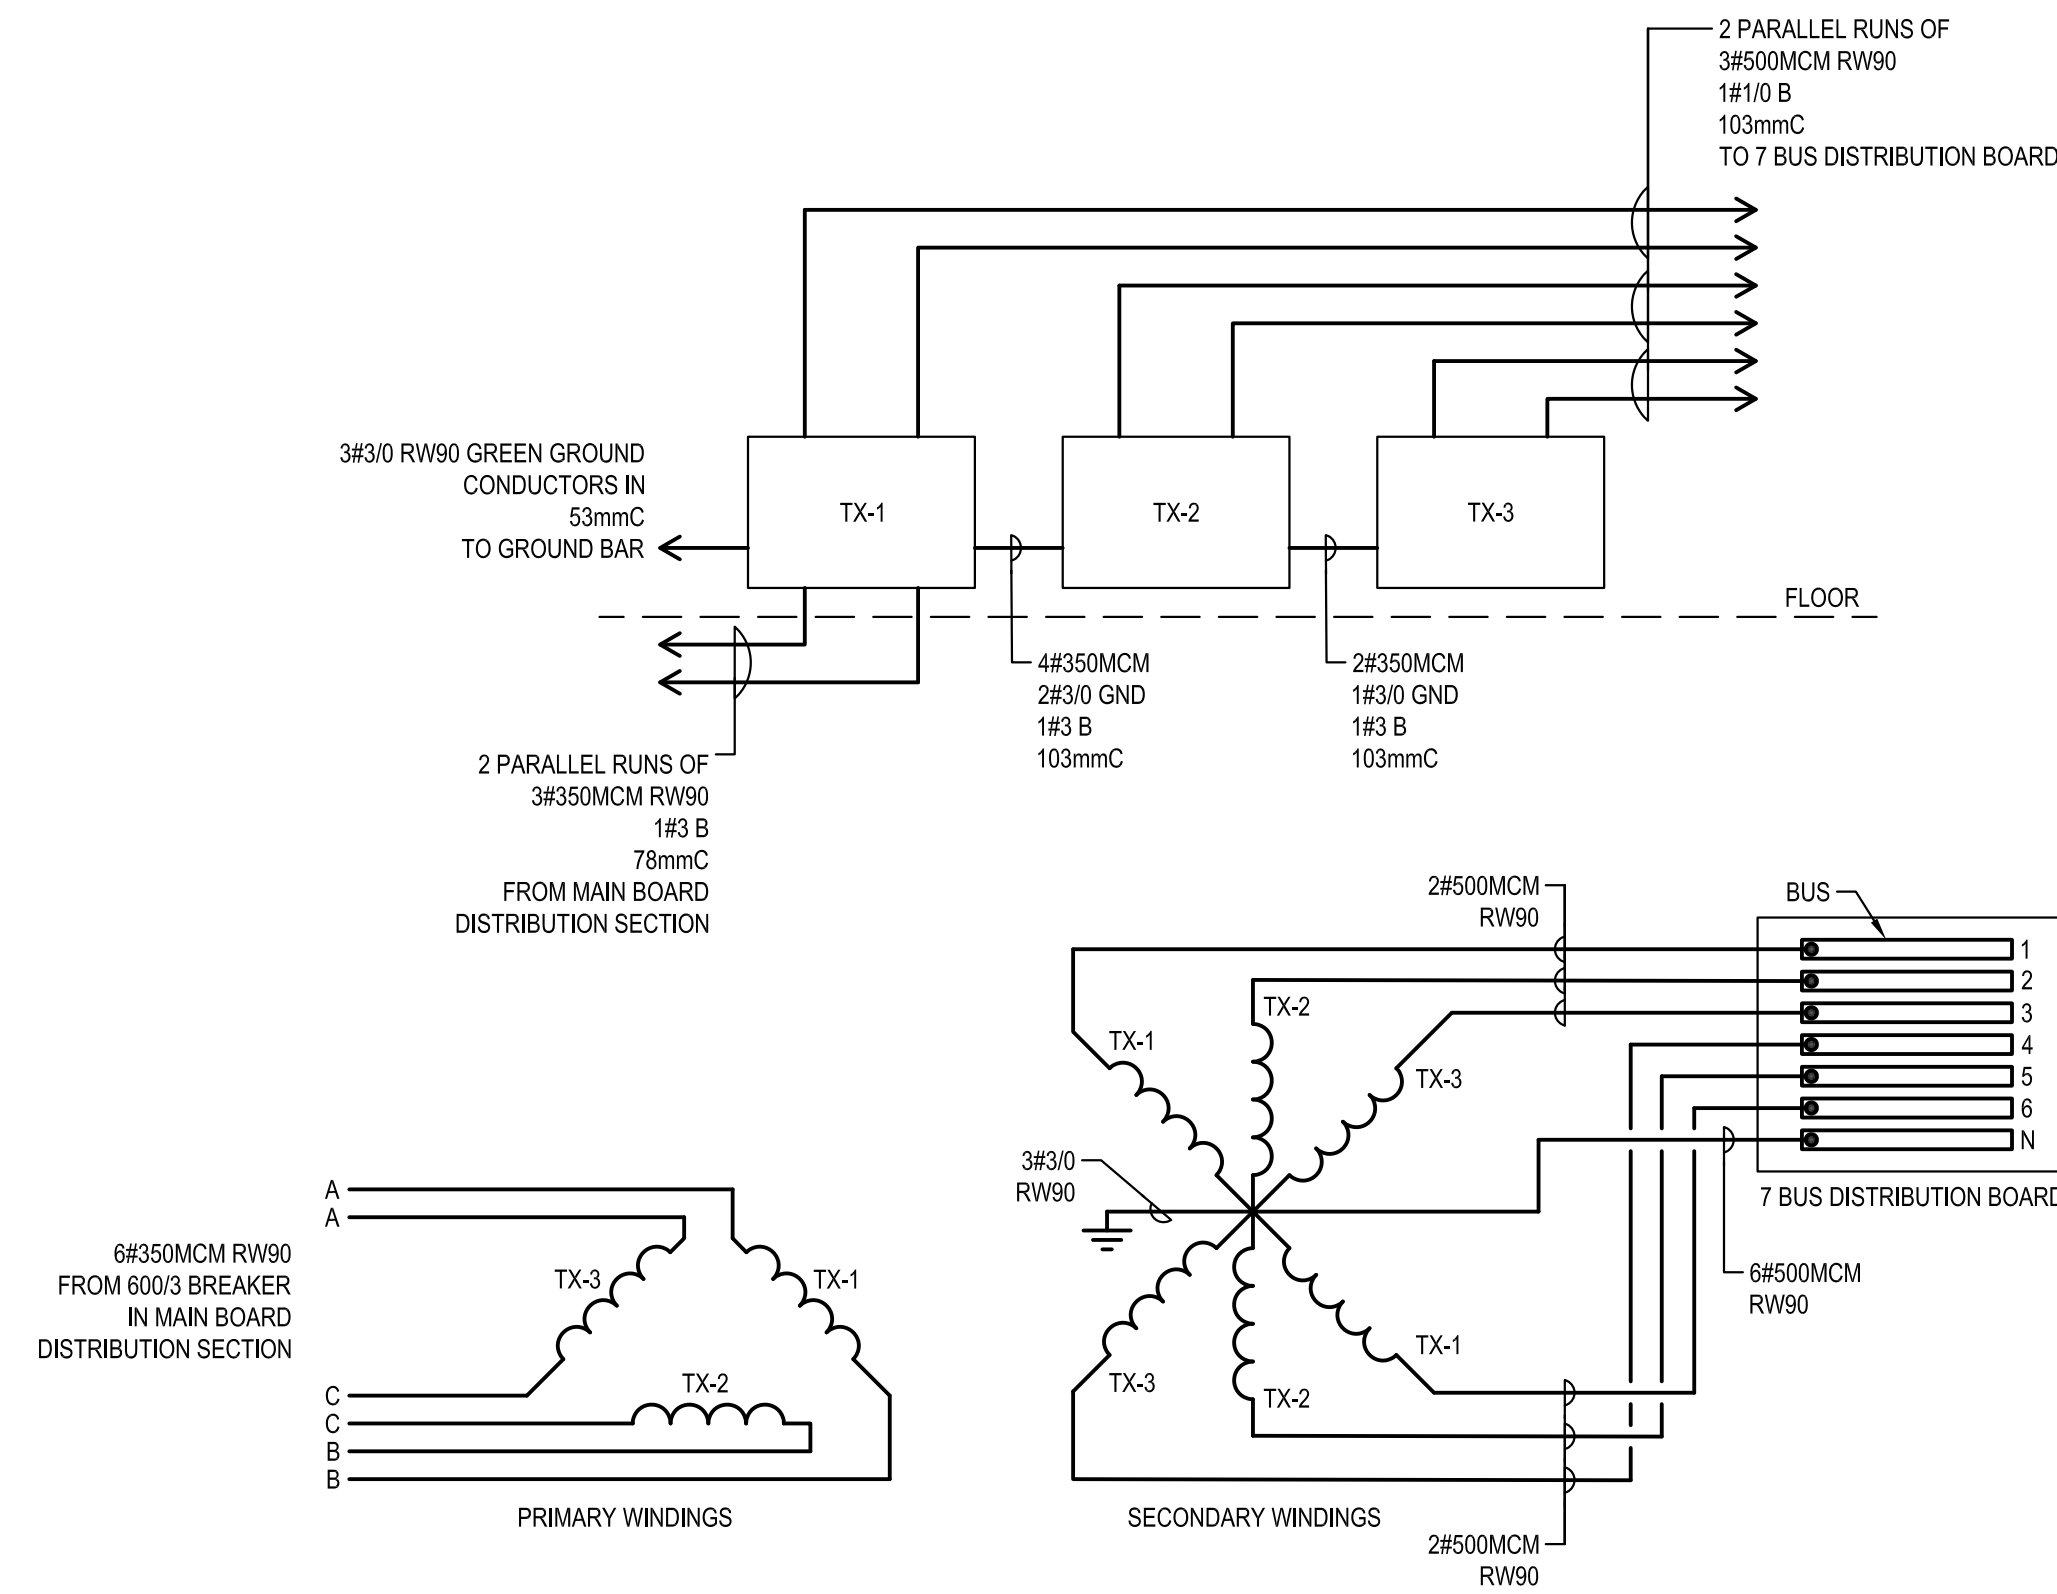 2 PARALLEL RUNS OF
3#500MCM RW90
1#1/0 B
103mmC
TO 7 BUS DISTRIBUTION BOARD
3#3/0 RW90 GREEN GROUND
CONDUCTORS IN
53mmC
TO GROUND BAR
TX-1
TX-2
TX-3
FLOOR
4#350MCM
2#3/0 GND
1#3 B
103mmC
2#350MCM
1#3/0 GND
1#3 B
103mmC
2 PARALLEL RUNS OF
3#350MCM RW90
1#3 B
78mmC
FROM MAIN BOARD
DISTRIBUTION SECTION
2#500MCM
RW90
BUS
1
2
3
4
5
6
N
7 BUS DISTRIBUTION BOARD
TX-2
TX-1
TX-3
3#3/0
RW90
6#500MCM
RW90
TX-1
TX-3
TX-2
2#500MCM
RW90
SECONDARY WINDINGS
A
A
6#350MCM RW90
FROM 600/3 BREAKER
IN MAIN BOARD
DISTRIBUTION SECTION
TX-3
TX-1
TX-2
C
C
B
B
PRIMARY WINDINGS